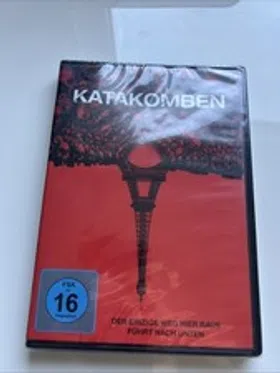 KATAKOMBEN
FSK
16
DER EINZIGE WEG HIER RAUS
FÜHRT NACH UNTEN